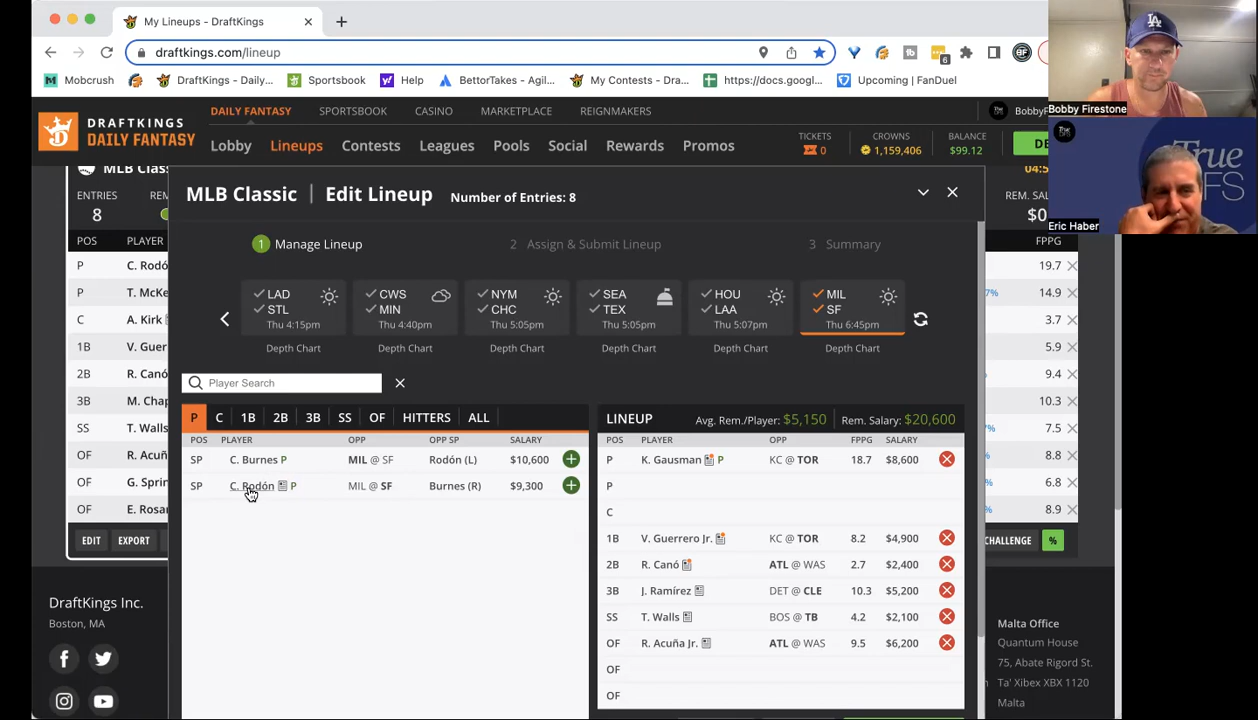 My Lineups - DraftKings
draftkings.com/lineup
6
Mobcrush
DraftKings - Daily...
Sportsbook
Help
BettorTakes - Agil...
My Contests - Dra...
https://docs.googl...
Upcoming | FanDuel
Bobby Firestone
DRAFTKINGS
DAILY FANTASY
DAILY FANTASY SPORTSBOOK CASINO MARKETPLACE REIGNMAKERS
BobbyF
Lobby Lineups Contests Leagues Pools Social Rewards Promos
TICKETS
0
CROWNS
1,159,406
BALANCE
$99.12
DE
True
FS
Eric Haber
MLB Clas
04:5
ENTRIES
8
REM
REM. SAL
$0
MLB Classic | Edit Lineup Number of Entries: 8
1 Manage Lineup
2 Assign & Submit Lineup
3 Summary
LAD
STL
Thu 4:15pm
Depth Chart
CWS
MIN
Thu 4:40pm
Depth Chart
NYM
CHC
Thu 5:05pm
Depth Chart
SEA
TEX
Thu 5:05pm
Depth Chart
HOU
LAA
Thu 5:07pm
Depth Chart
MIL
SF
Thu 6:45pm
Depth Chart
Player Search
P C 1B 2B 3B SS OF HITTERS ALL
POS PLAYER OPP OPP SP SALARY
SP C. Burnes P MIL @ SF Rodón (L) $10,600
SP C. Rodón P MIL @ SF Burnes (R) $9,300
LINEUP Avg. Rem./Player: $5,150 Rem. Salary: $20,600
POS PLAYER OPP FPPG SALARY
P K. Gausman P KC @ TOR 18.7 $8,600
P
C
1B V. Guerrero Jr. KC @ TOR 8.2 $4,900
2B R. Canó ATL @ WAS 2.7 $2,400
3B J. Ramírez DET @ CLE 10.3 $5,200
SS T. Walls BOS @ TB 4.2 $2,100
OF R. Acuña Jr. ATL @ WAS 9.5 $6,200
OF
OF
POS PLAYER
P C. Rodó
P T. McKe
C A. Kirk
1B V. Guer
2B R. Canó
3B M. Chap
SS T. Walls
OF R. Acuñ
OF G. Sprin
OF E. Rosar
EDIT EXPORT
FPPG
19.7
7% 14.9
3.7
5.9
9.4
10.3
% 7.5
% 8.8
% 6.8
% 8.9
CHALLENGE %
DraftKings Inc.
Boston, MA
Malta Office
Quantum House
75, Abate Rigord St.
Ta' Xibex XBX 1120
Malta